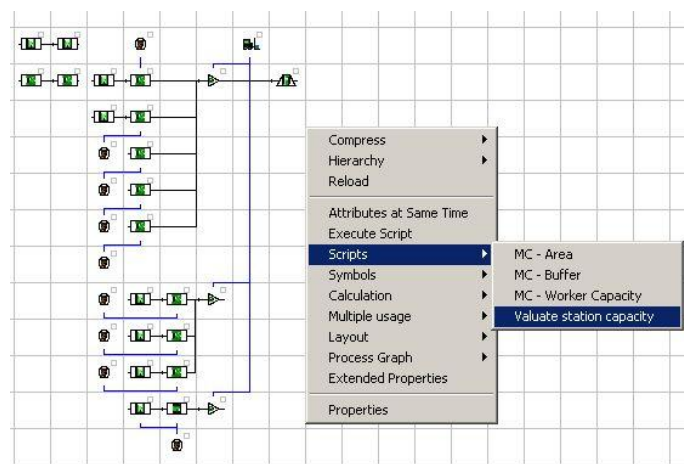 Compress
Hierarchy
Reload
Attributes at Same Time
Execute Script
Scripts
Symbols
Calculation
Multiple usage
Layout
Process Graph
Extended Properties
Properties
MC - Area
MC - Buffer
MC - Worker Capacity
Valuate station capacity